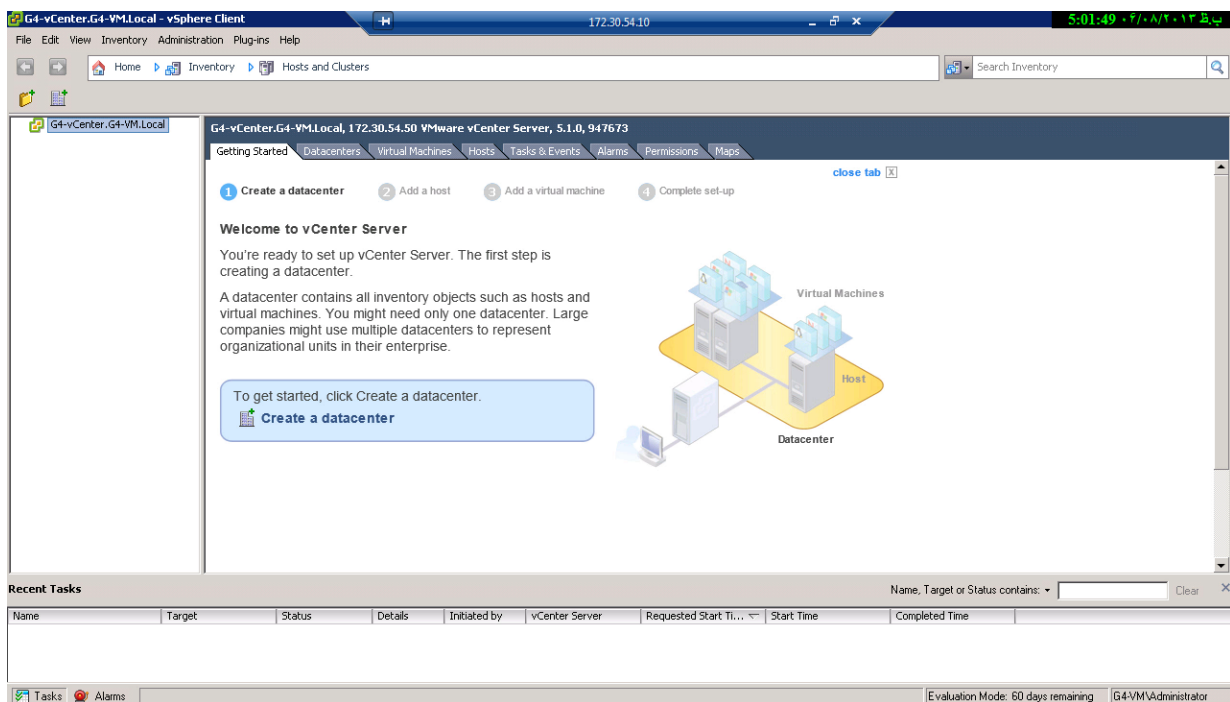 G4-vCenter.G4-VM.Local - vSphere Client
172.30.54.10
5:01:49 ۰۶/۰۸/۲۰۱۳ ب.ظ
File Edit View Inventory Administration Plug-ins Help
Home Inventory Hosts and Clusters
Search Inventory
G4-vCenter.G4-VM.Local
G4-vCenter.G4-VM.Local, 172.30.54.50 VMware vCenter Server, 5.1.0, 947673
Getting Started Datacenters Virtual Machines Hosts Tasks & Events Alarms Permissions Maps
close tab X
1 Create a datacenter 2 Add a host 3 Add a virtual machine 4 Complete set-up
Welcome to vCenter Server
You're ready to set up vCenter Server. The first step is
creating a datacenter.
A datacenter contains all inventory objects such as hosts and
virtual machines. You might need only one datacenter. Large
companies might use multiple datacenters to represent
organizational units in their enterprise.
To get started, click Create a datacenter.
Create a datacenter
Virtual Machines
Host
Datacenter
Recent Tasks
Name, Target or Status contains:
Clear
Name Target Status Details Initiated by vCenter Server Requested Start Ti... Start Time Completed Time
Tasks Alarms
Evaluation Mode: 60 days remaining G4-VM\Administrator